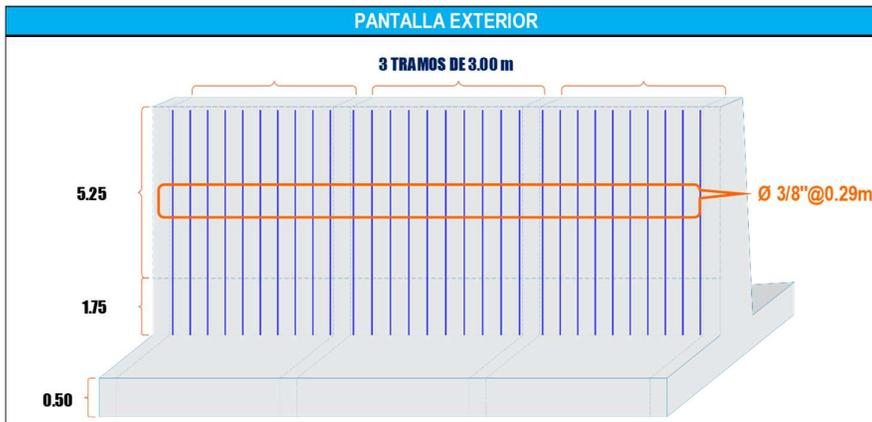 PANTALLA EXTERIOR
3 TRAMOS DE 3.00 m
5.25
Ø 3/8"@0.29m
1.75
0.50